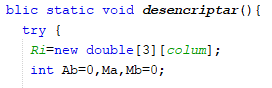 blic static void desencriptar(){
try {
Ri=new double[3][colum];
int Ab=0,Ma,Mb=0;